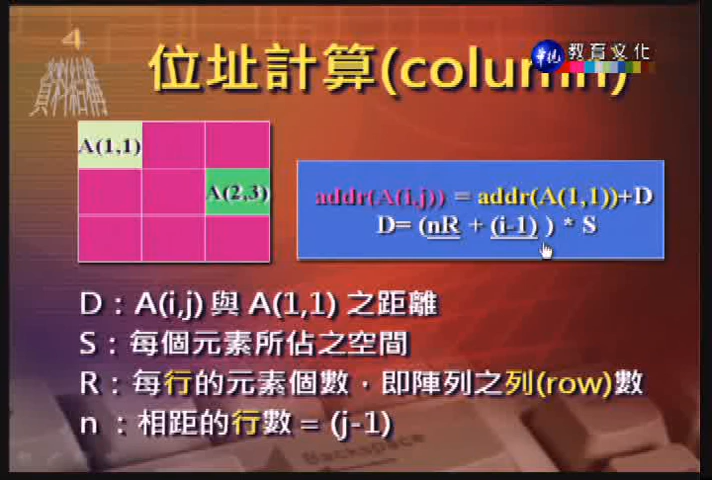 4
資料結構
位址計算(column)
華視 教育文化
A(1,1)
A(2,3)
addr(A(i,j)) = addr(A(1,1))+D
D= (nR + (i-1) ) * S
D：A(i,j) 與 A(1,1) 之距離
S：每個元素所佔之空間
R：每行的元素個數，即陣列之列(row)數
n ：相距的行數 = (j-1)
Backspace